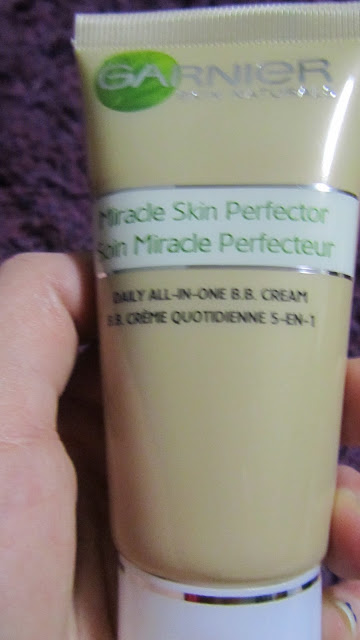 GARNIER
SKIN NATURALS
Miracle Skin Perfector
Soin Miracle Perfecteur
DAILY ALL-IN-ONE B.B. CREAM
B.B. CRÈME QUOTIDIENNE 5-EN-1